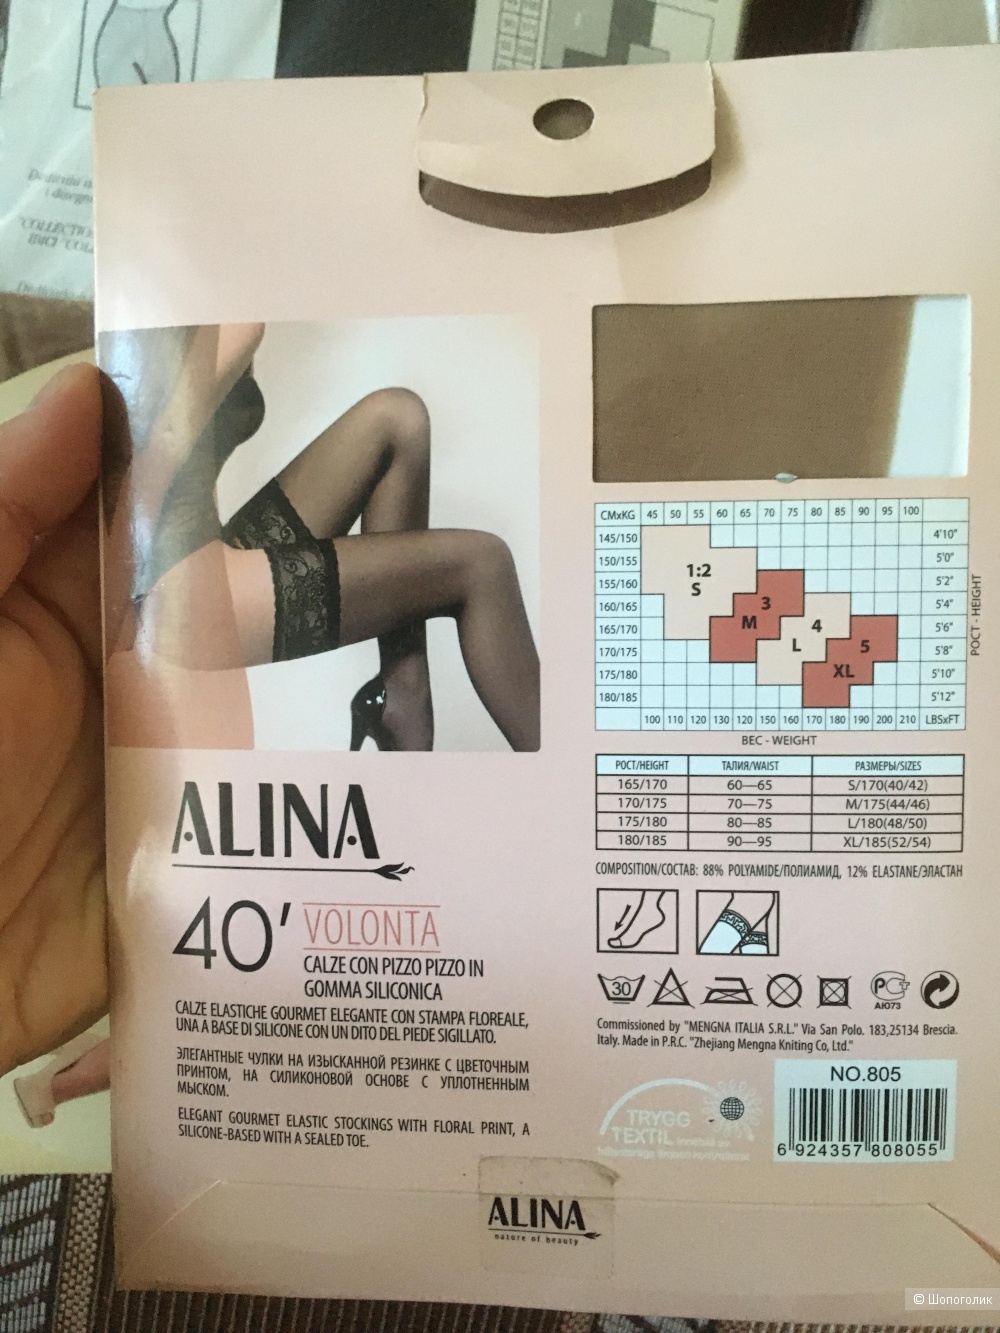 CMxKG 45 50 55 60 65 70 75 80 85 90 95 100
145/150 4'10"
150/155 5'0"
155/160 1:2 S 3 5'2"
160/165 M 4 5'4"
165/170 L 5 5'6"
170/175 XL 5'8"
175/180 5'10"
180/185 5'12"
100 110 120 130 120 150 160 170 180 190 200 210 LBSxFT
РОСТ - HEIGHT
ВЕС - WEIGHT
РОСТ/HEIGHT ТАЛИЯ/WAIST РАЗМЕРЫ/SIZES
165/170 60—65 S/170(40/42)
170/175 70—75 M/175(44/46)
175/180 80—85 L/180(48/50)
180/185 90—95 XL/185(52/54)
COMPOSITION/СОСТАВ: 88% POLYAMIDE/ПОЛИАМИД, 12% ELASTANE/ЭЛАСТАН
30
РСТ
АЮ73
Commissioned by "MENGNA ITALIA S.R.L." Via San Polo. 183,25134 Brescia.
Italy. Made in P.R.C. "Zhejiang Mengna Kniting Co, Ltd."
TRYGG
TEXTIL
NO.805
6 924357 808055
ALINA
40' VOLONTA
CALZE CON PIZZO PIZZO IN
GOMMA SILICONICA
CALZE ELASTICHE GOURMET ELEGANTE CON STAMPA FLOREALE,
UNA A BASE DI SILICONE CON UN DITO DEL PIEDE SIGILLATO.
ЭЛЕГАНТНЫЕ ЧУЛКИ НА ИЗЫСКАННОЙ РЕЗИНКЕ С ЦВЕТОЧНЫМ
ПРИНТОМ, НА СИЛИКОНОВОЙ ОСНОВЕ С УПЛОТНЕННЫМ
МЫСКОМ.
ELEGANT GOURMET ELASTIC STOCKINGS WITH FLORAL PRINT, A
SILICONE-BASED WITH A SEALED TOE.
ALINA
nature of beauty
© Шопоголик